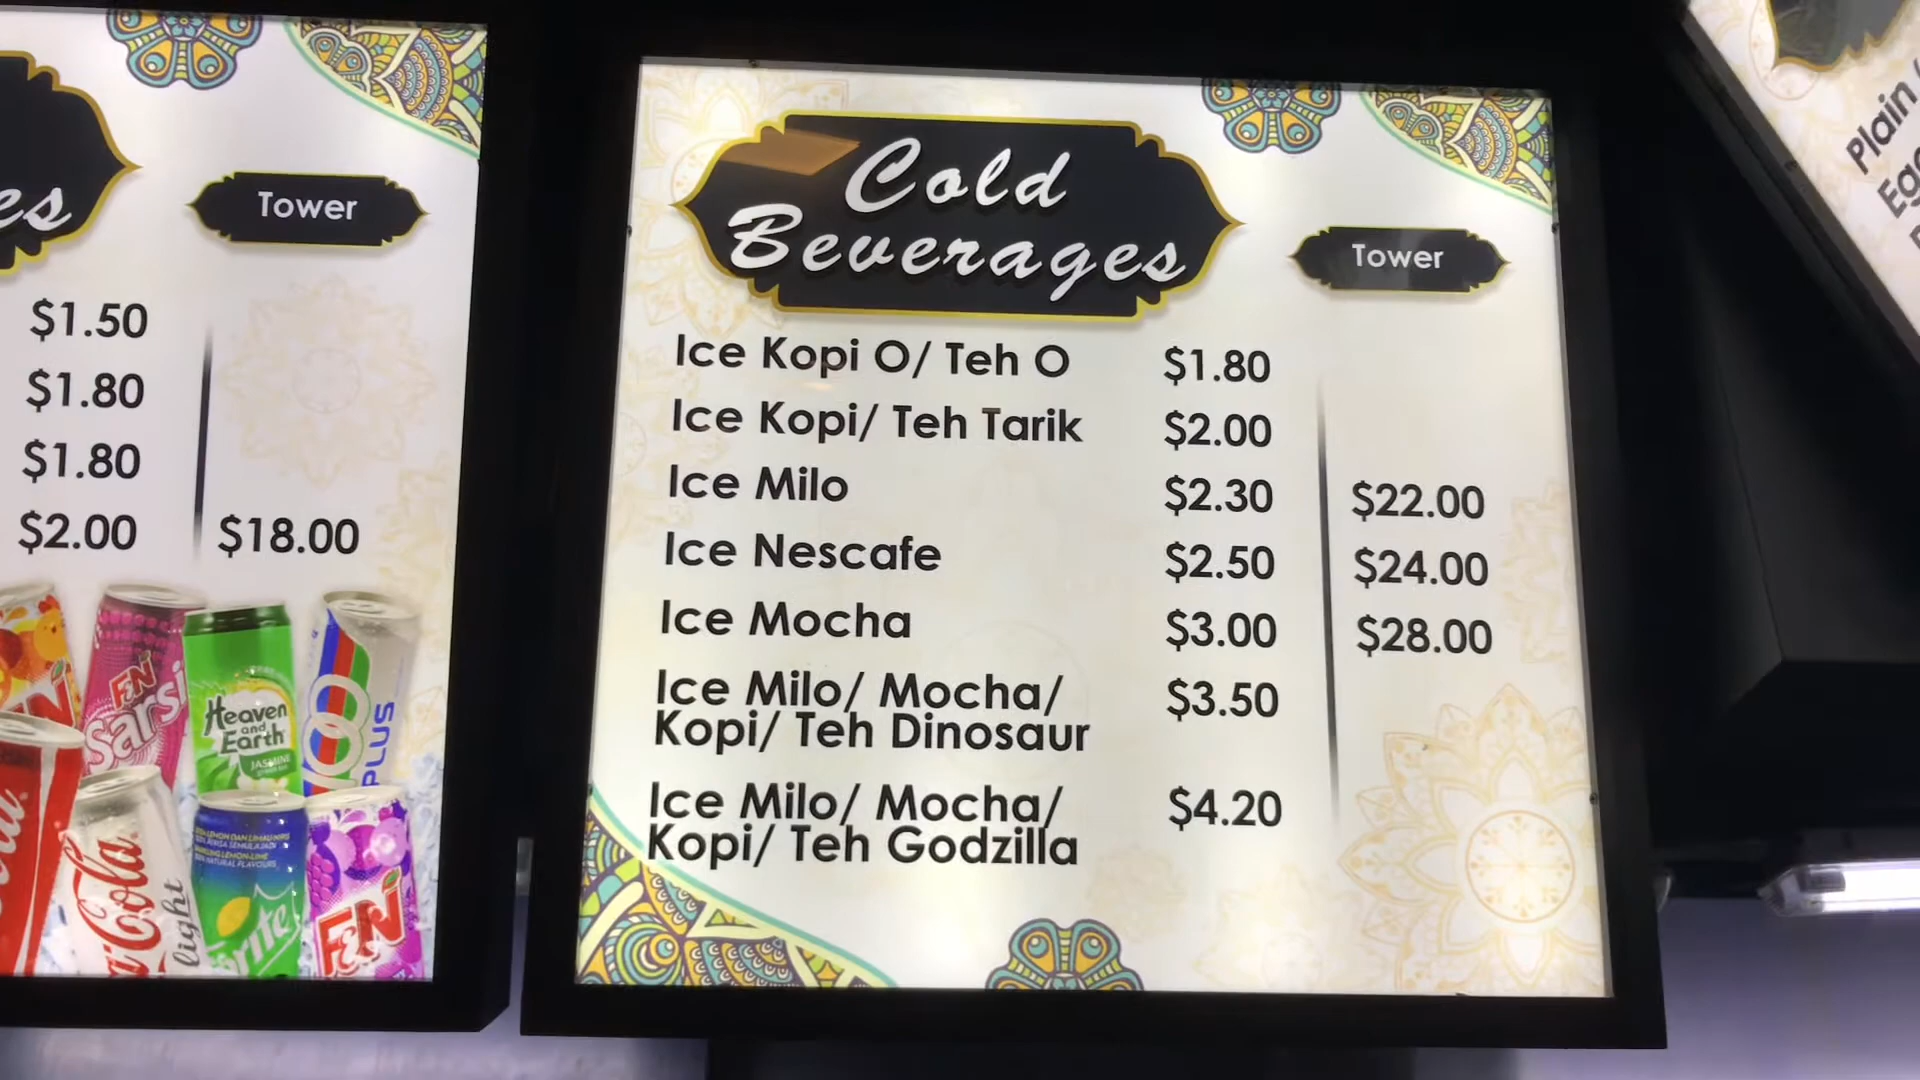 es
Tower
$1.50
$1.80
$1.80
$2.00 $18.00
F&N
Sarsi
Heaven
and
Earth
JASMINE
100
PLUS
Coca-Cola
light
Sprite
F&N
Cold
Beverages
Tower
Ice Kopi O/ Teh O $1.80
Ice Kopi/ Teh Tarik $2.00
Ice Milo $2.30 $22.00
Ice Nescafe $2.50 $24.00
Ice Mocha $3.00 $28.00
Ice Milo/ Mocha/ $3.50
Kopi/ Teh Dinosaur
Ice Milo/ Mocha/ $4.20
Kopi/ Teh Godzilla
Plain